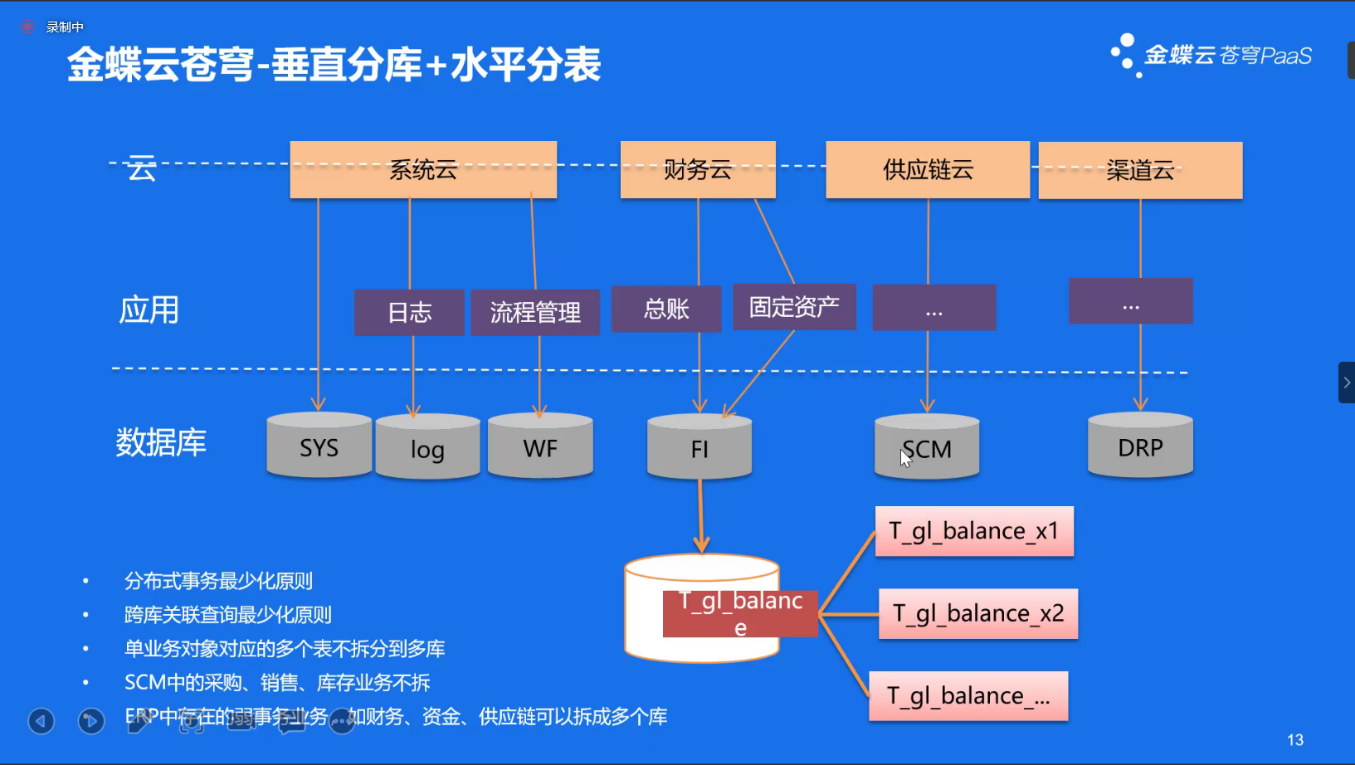 录制中
金蝶云苍穹-垂直分库+水平分表
金蝶云苍穹PaaS
云
系统云
财务云
供应链云
渠道云
应用
日志
流程管理
总账
固定资产
...
...
数据库
SYS
log
WF
FI
SCM
DRP
T_gl_balanc
e
T_gl_balance_x1
T_gl_balance_x2
T_gl_balance_...
• 分布式事务最少化原则
• 跨库关联查询最少化原则
• 单业务对象对应的多个表不拆分到多库
• SCM中的采购、销售、库存业务不拆
• ERP中存在的弱事务业务，如财务、资金、供应链可以拆成多个库
13